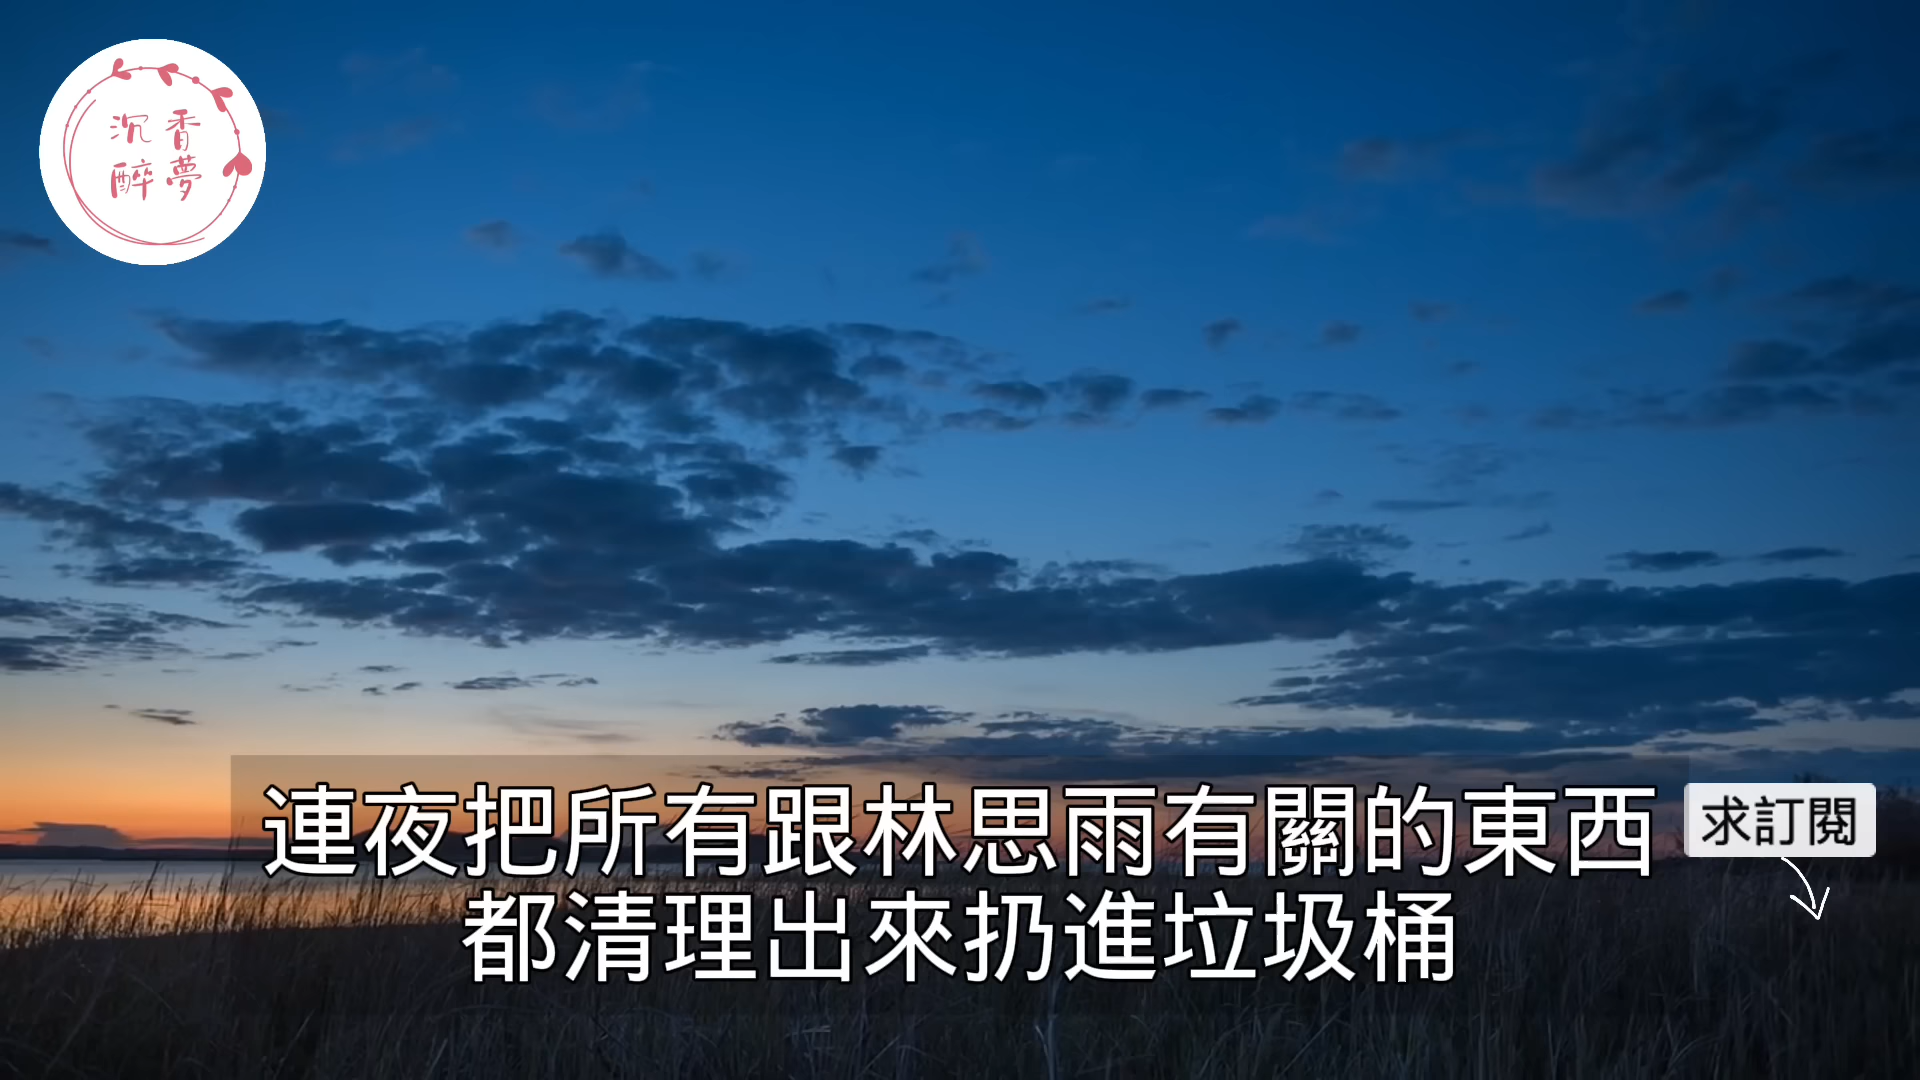 沉香
醉夢
連夜把所有跟林思雨有關的東西
都清理出來扔進垃圾桶
求訂閱